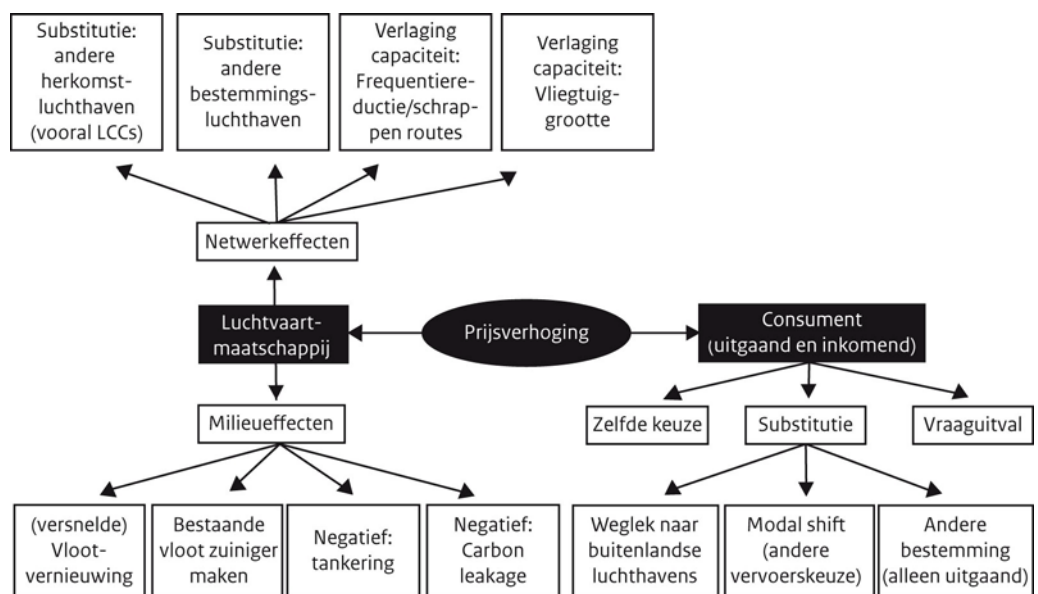 Substitutie:
andere
herkomst-
luchthaven
(vooral LCCs)
Substitutie:
andere
bestemmings-
luchthaven
Verlaging
capaciteit:
Frequentiere-
ductie/schrap-
pen routes
Verlaging
capaciteit:
Vliegtuig-
grootte
Netwerkeffecten
Luchtvaart-
maatschappij
Prijsverhoging
Consument
(uitgaand en inkomend)
Milieueffecten
Zelfde keuze
Substitutie
Vraaguitval
(versnelde)
Vloot-
vernieuwing
Bestaande
vloot zuiniger
maken
Negatief:
tankering
Negatief:
Carbon
leakage
Weglek naar
buitenlandse
luchthavens
Modal shift
(andere
vervoerskeuze)
Andere
bestemming
(alleen uitgaand)